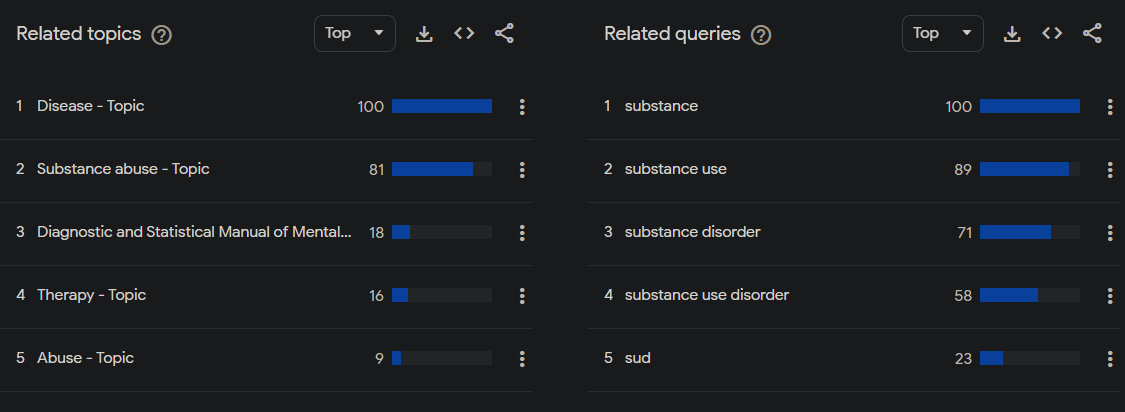 Related topics
Top
1 Disease - Topic 100
2 Substance abuse - Topic 81
3 Diagnostic and Statistical Manual of Mental... 18
4 Therapy - Topic 16
5 Abuse - Topic 9
Related queries
Top
1 substance 100
2 substance use 89
3 substance disorder 71
4 substance use disorder 58
5 sud 23